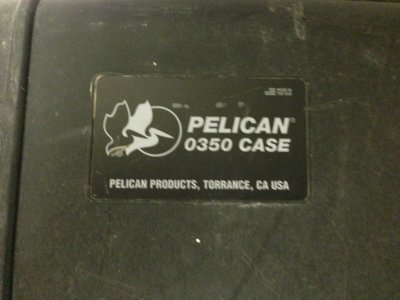 PELICAN®
0350 CASE
PELICAN PRODUCTS, TORRANCE, CA USA